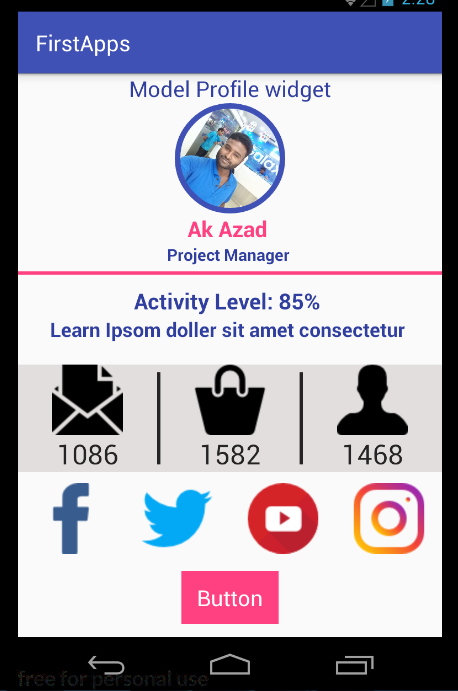 2:28
FirstApps
Model Profile widget
Galax
Ak Azad
Project Manager
Activity Level: 85%
Learn Ipsom doller sit amet consectetur
1086 1582 1468
Button
free for personal use